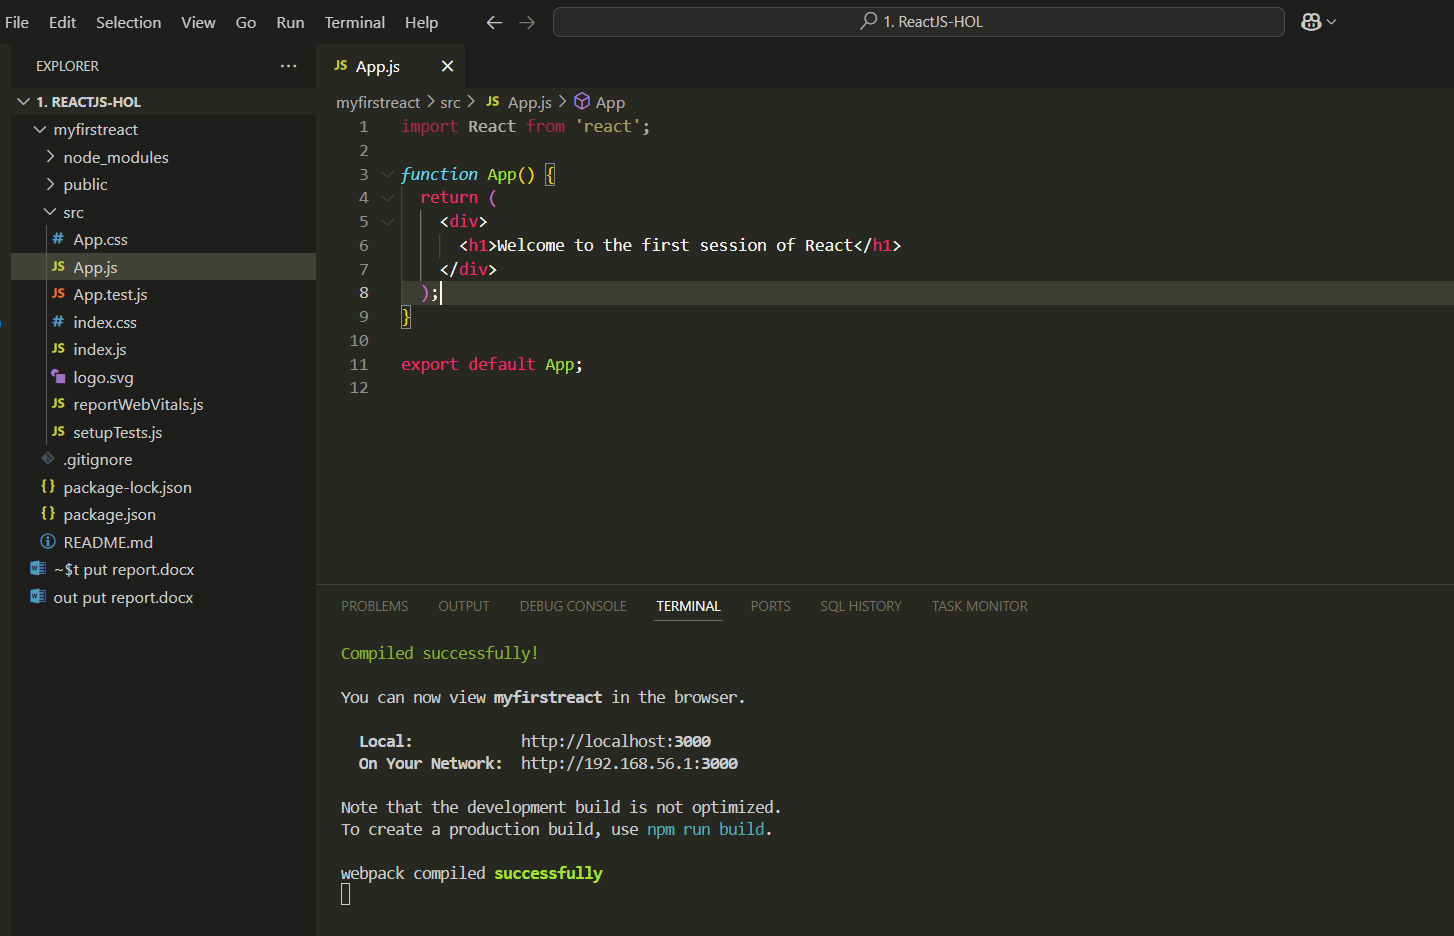 File Edit Selection View Go Run Terminal Help
1. ReactJS-HOL
EXPLORER
1. REACTJS-HOL
myfirstreact
node_modules
public
src
# App.css
JS App.js
JS App.test.js
# index.css
JS index.js
logo.svg
JS reportWebVitals.js
JS setupTests.js
.gitignore
{} package-lock.json
{} package.json
README.md
~$t put report.docx
out put report.docx
JS App.js
myfirstreact > src > JS App.js > App
1 import React from 'react';
2
3 function App() {
4 return (
5 <div>
6 <h1>Welcome to the first session of React</h1>
7 </div>
8 );
9 }
10
11 export default App;
12
PROBLEMS OUTPUT DEBUG CONSOLE TERMINAL PORTS SQL HISTORY TASK MONITOR
Compiled successfully!
You can now view myfirstreact in the browser.
Local: http://localhost:3000
On Your Network: http://192.168.56.1:3000
Note that the development build is not optimized.
To create a production build, use npm run build.
webpack compiled successfully